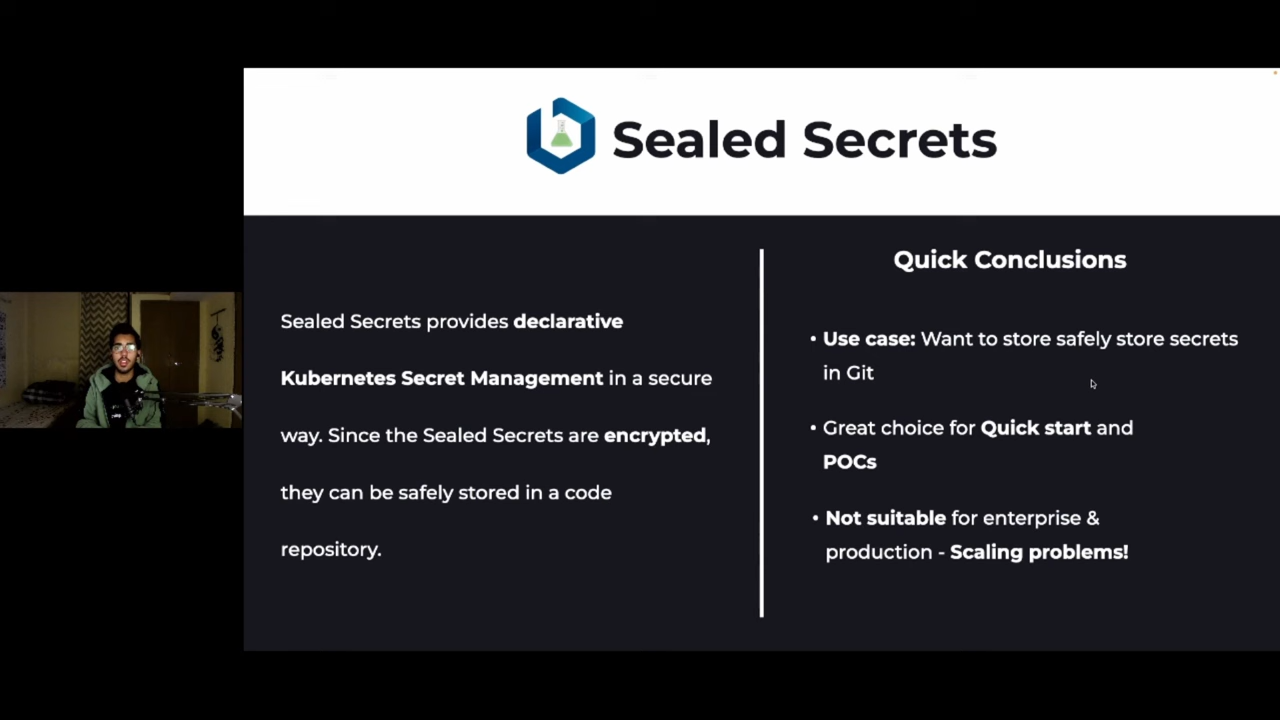 Sealed Secrets
Sealed Secrets provides declarative
Kubernetes Secret Management in a secure
way. Since the Sealed Secrets are encrypted,
they can be safely stored in a code
repository.
Quick Conclusions
• Use case: Want to store safely store secrets
in Git
• Great choice for Quick start and
POCs
• Not suitable for enterprise &
production - Scaling problems!